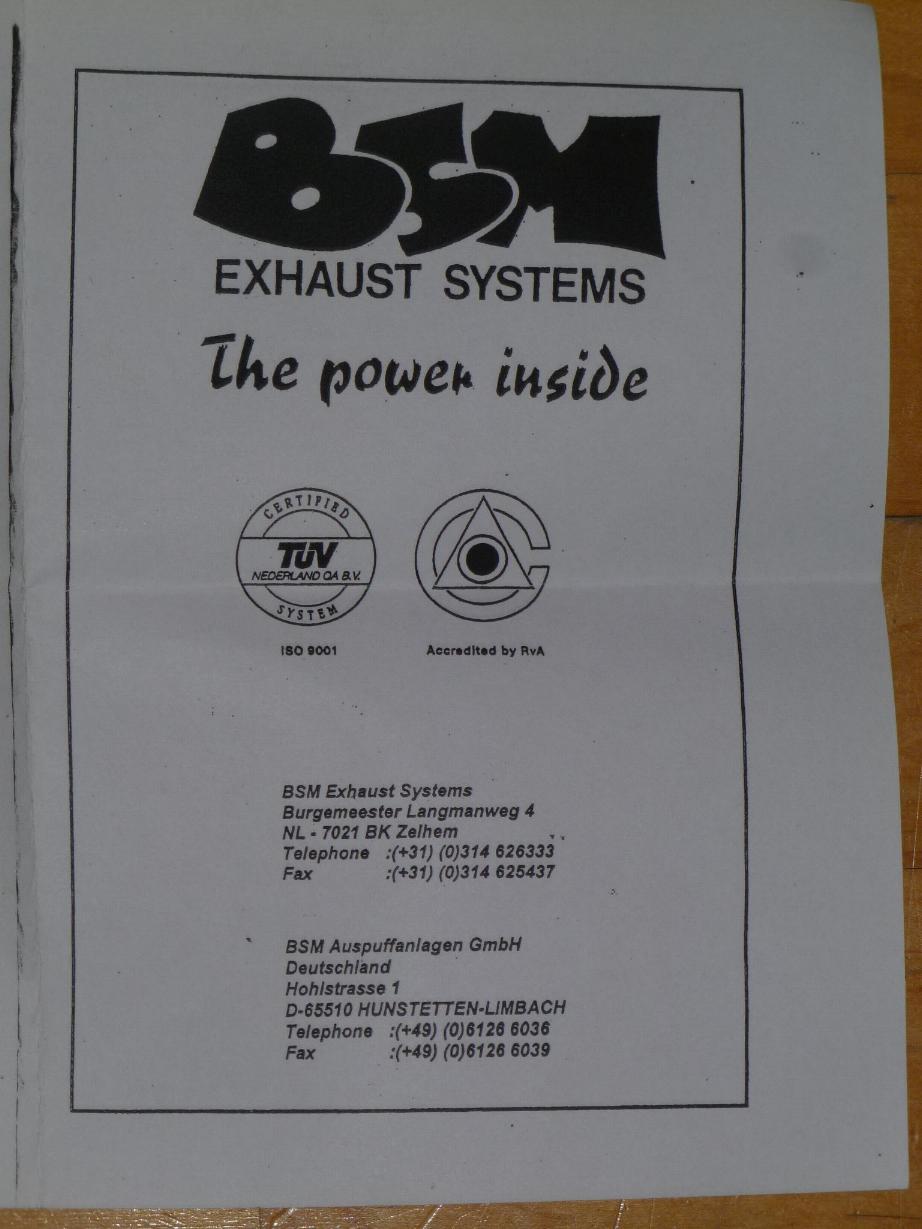 BSM
EXHAUST SYSTEMS
The power inside
CERTIFIED
TÜV
NEDERLAND QA B.V.
SYSTEM
ISO 9001
Accredited by RvA
BSM Exhaust Systems
Burgemeester Langmanweg 4
NL - 7021 BK Zelhem
Telephone :(+31) (0)314 626333
Fax :(+31) (0)314 625437
BSM Auspuffanlagen GmbH
Deutschland
Hohlstrasse 1
D-65510 HUNSTETTEN-LIMBACH
Telephone :(+49) (0)6126 6036
Fax :(+49) (0)6126 6039